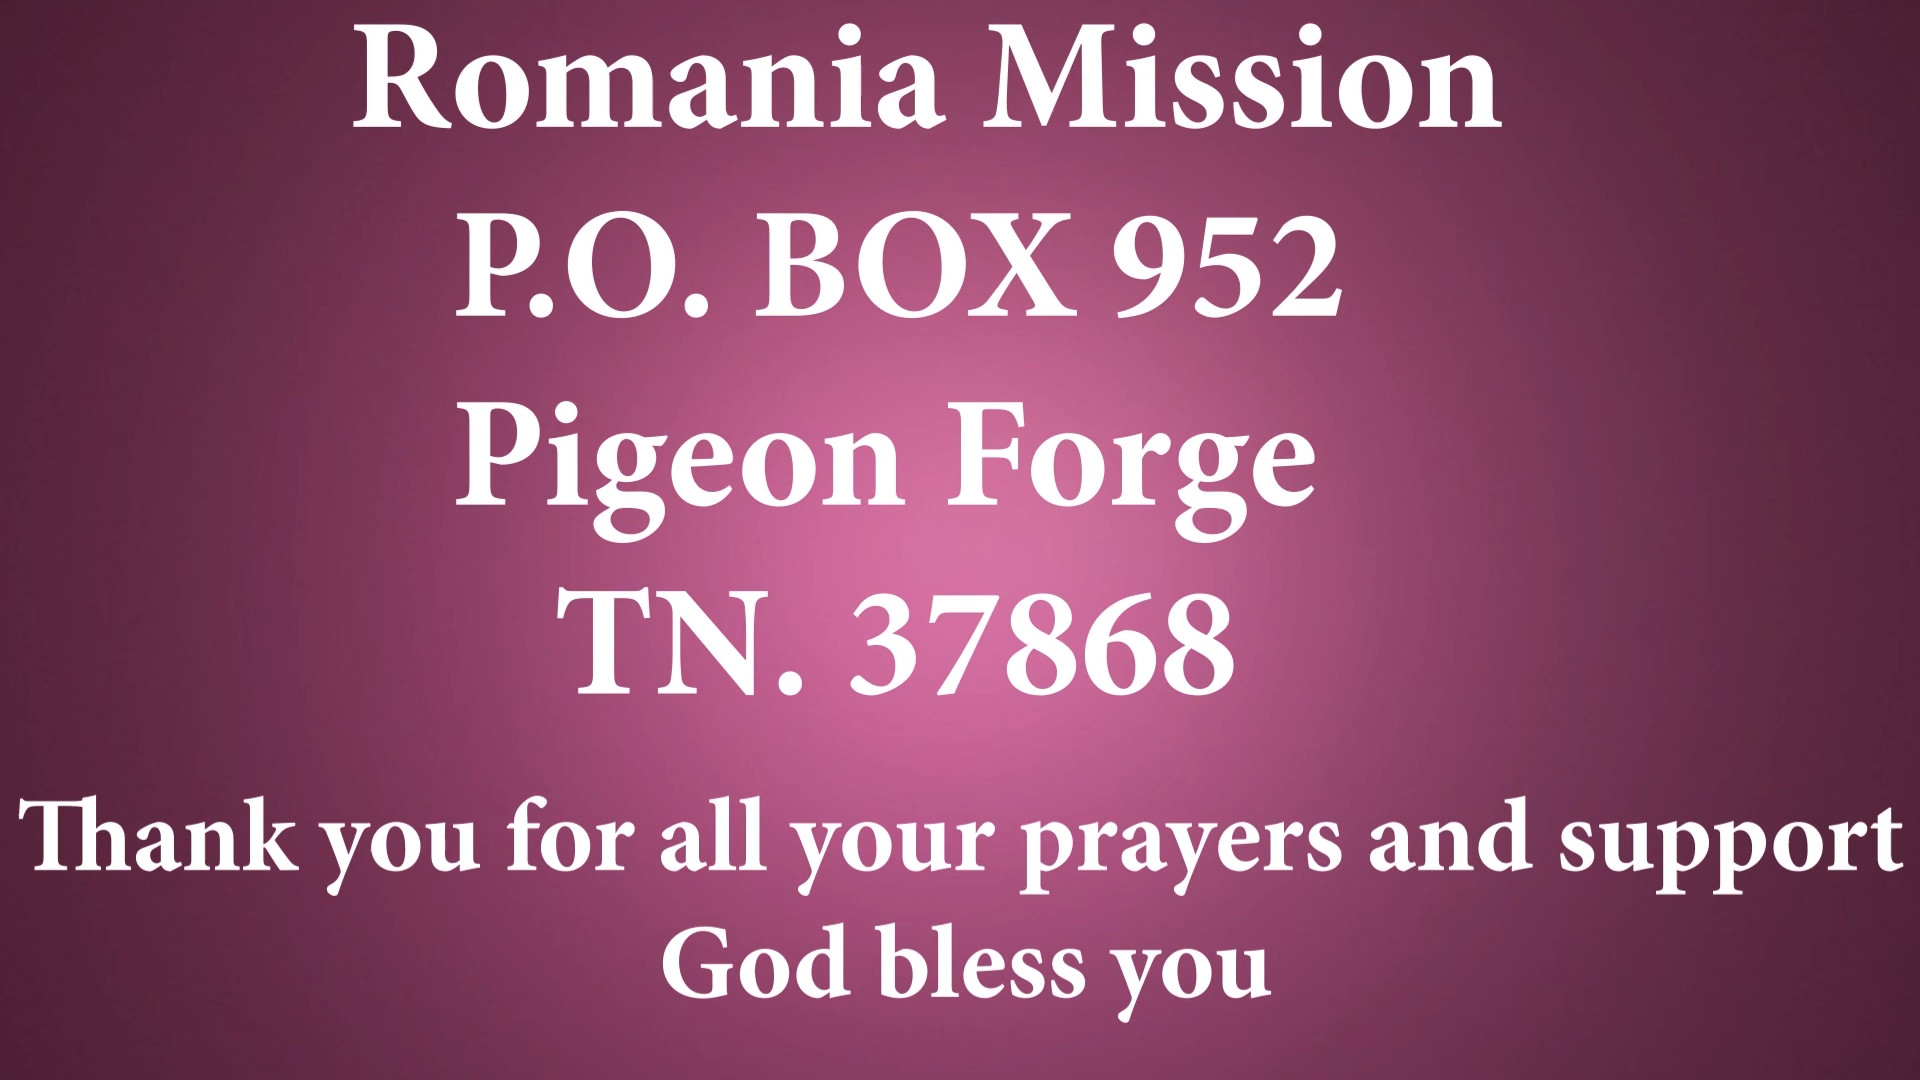 Romania Mission
P.O. BOX 952
Pigeon Forge
TN. 37868
Thank you for all your prayers and support
God bless you